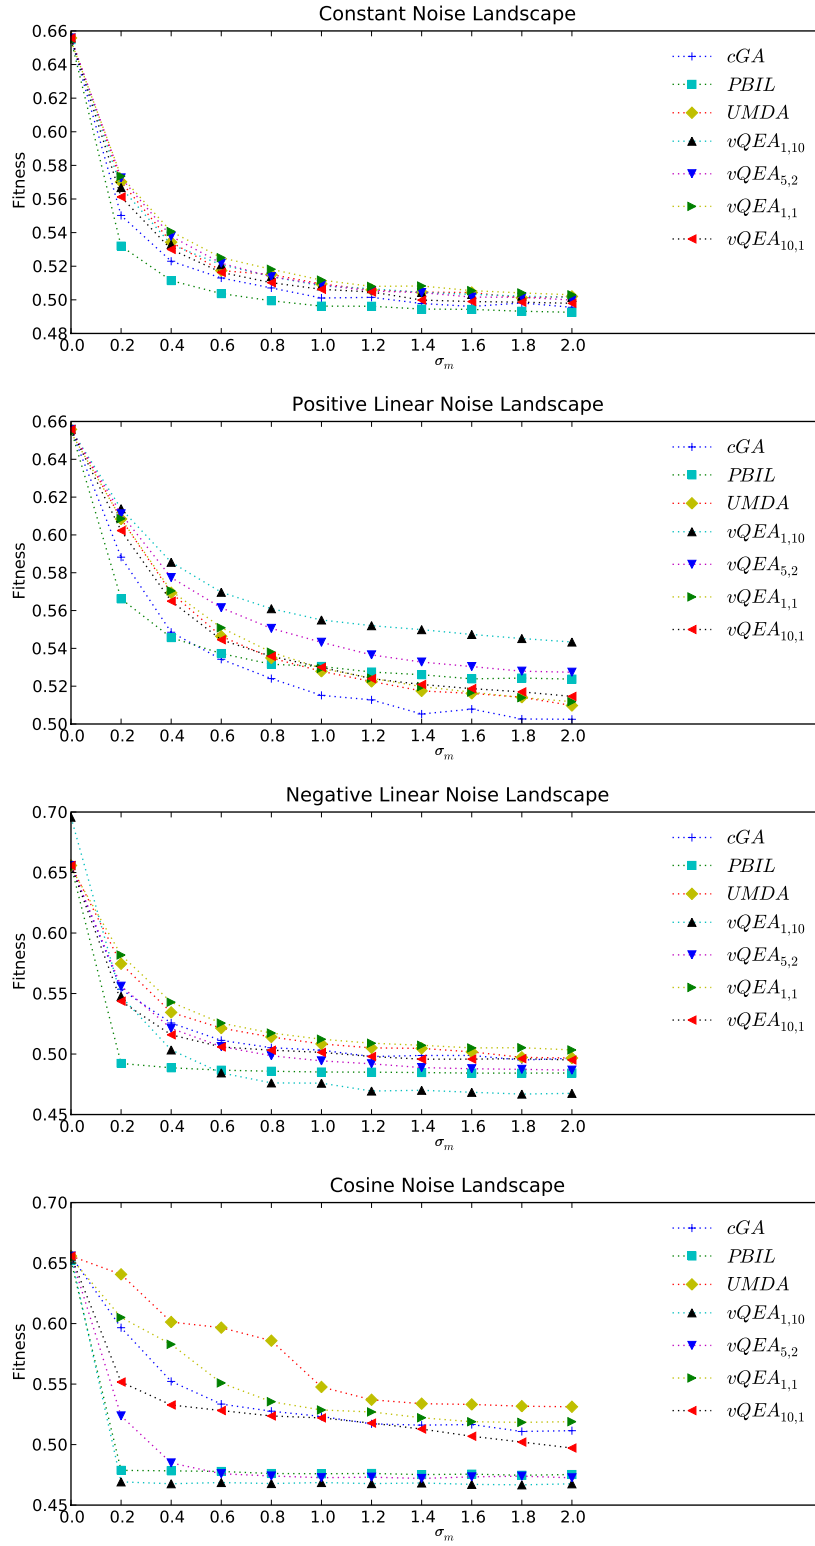 Constant Noise Landscape
Fitness
0.66
0.64
0.62
0.60
0.58
0.56
0.54
0.52
0.50
0.48
cGA
PBIL
UMDA
vQEA1,10
vQEA5,2
vQEA1,1
vQEA10,1
0.0 0.2 0.4 0.6 0.8 1.0 1.2 1.4 1.6 1.8 2.0
σm
Positive Linear Noise Landscape
Fitness
0.66
0.64
0.62
0.60
0.58
0.56
0.54
0.52
0.50
cGA
PBIL
UMDA
vQEA1,10
vQEA5,2
vQEA1,1
vQEA10,1
0.0 0.2 0.4 0.6 0.8 1.0 1.2 1.4 1.6 1.8 2.0
σm
Negative Linear Noise Landscape
Fitness
0.70
0.65
0.60
0.55
0.50
0.45
cGA
PBIL
UMDA
vQEA1,10
vQEA5,2
vQEA1,1
vQEA10,1
0.0 0.2 0.4 0.6 0.8 1.0 1.2 1.4 1.6 1.8 2.0
σm
Cosine Noise Landscape
Fitness
0.70
0.65
0.60
0.55
0.50
0.45
cGA
PBIL
UMDA
vQEA1,10
vQEA5,2
vQEA1,1
vQEA10,1
0.0 0.2 0.4 0.6 0.8 1.0 1.2 1.4 1.6 1.8 2.0
σm